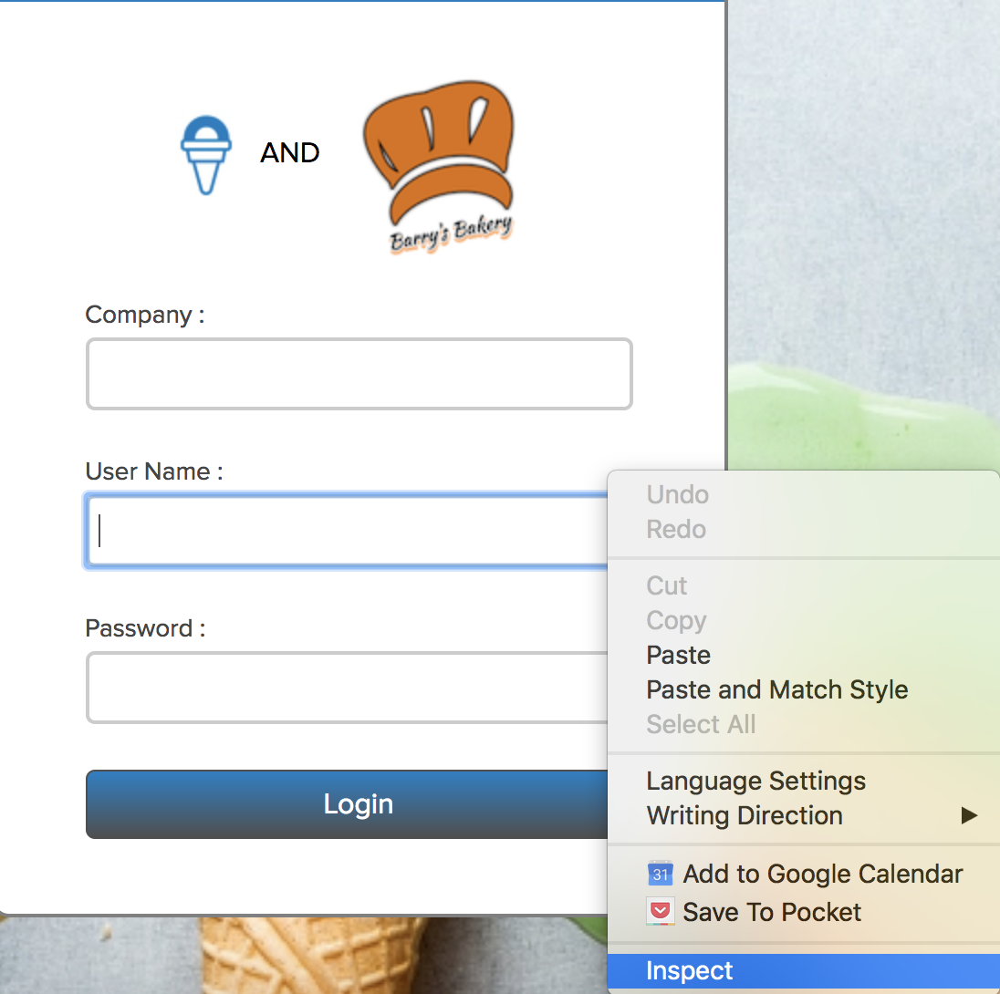 AND
Barry's Bakery
Company :
User Name :
Password :
Login
Undo
Redo
Cut
Copy
Paste
Paste and Match Style
Select All
Language Settings
Writing Direction
31 Add to Google Calendar
Save To Pocket
Inspect